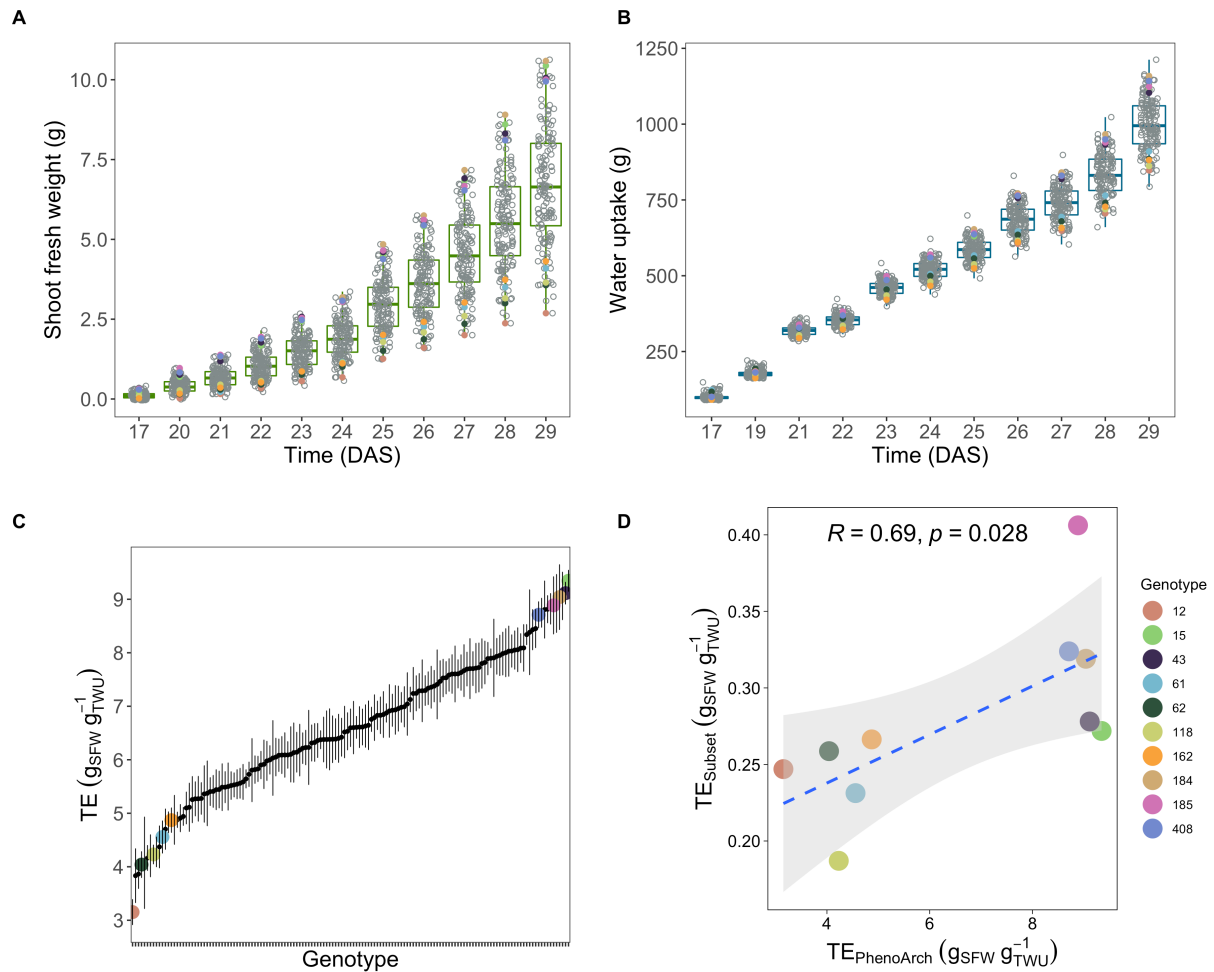 A
Shoot fresh weight (g)
10.0
7.5
5.0
2.5
0.0
17 20 21 22 23 24 25 26 27 28 29
Time (DAS)
B
Water uptake (g)
1250
1000
750
500
250
17 19 21 22 23 24 25 26 27 28 29
Time (DAS)
C
TE (gSFW g−1TWU)
9
8
7
6
5
4
3
Genotype
D
R = 0.69, p = 0.028
TESubset (gSFW g−1TWU)
0.40
0.35
0.30
0.25
0.20
4 6 8
TEPhenoArch (gSFW g−1TWU)
Genotype
12
15
43
61
62
118
162
184
185
408